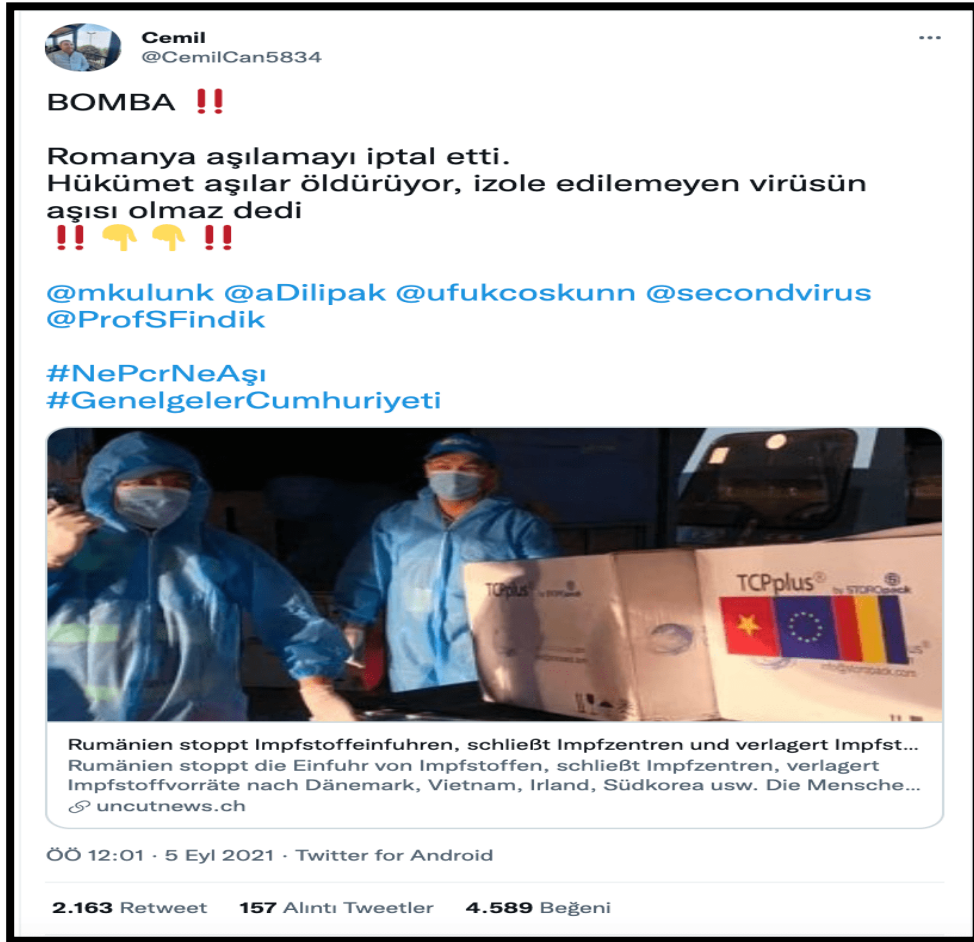 Cemil
@CemilCan5834
BOMBA ‼️
Romanya aşılamayı iptal etti.
Hükümet aşılar öldürüyor, izole edilemeyen virüsün
aşısı olmaz dedi
‼️👇👇‼️
@mkulunk @aDilipak @ufukcoskunn @secondvirus
@ProfSFindik
#NePcrNeAşı
#GenelgelerCumhuriyeti
TCPplus®
TCPplus® by STOROpack
info@storopack.com
Rumänien stoppt Impfstoffeinfuhren, schließt Impfzentren und verlagert Impfst...
Rumänien stoppt die Einfuhr von Impfstoffen, schließt Impfzentren, verlagert
Impfstoffvorräte nach Dänemark, Vietnam, Irland, Südkorea usw. Die Mensche...
uncutnews.ch
ÖÖ 12:01 · 5 Eyl 2021 · Twitter for Android
2.163 Retweet 157 Alıntı Tweetler 4.589 Beğeni